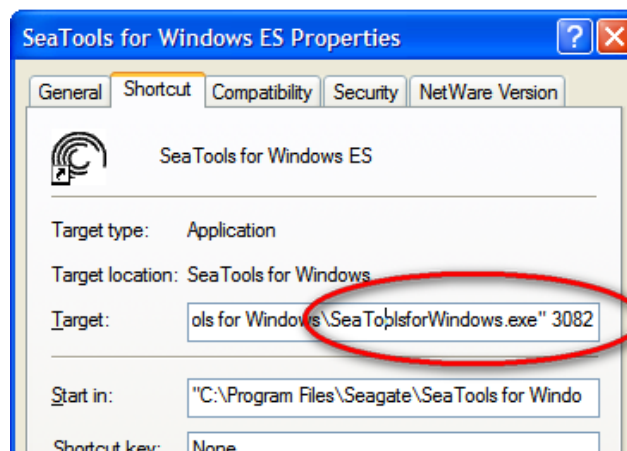 SeaTools for Windows ES Properties
General Shortcut Compatibility Security NetWare Version
SeaTools for Windows ES
Target type: Application
Target location: SeaTools for Windows
Target: ols for Windows\SeaToolsforWindows.exe" 3082
Start in: "C:\Program Files\Seagate\SeaTools for Windo
Shortcut key: None